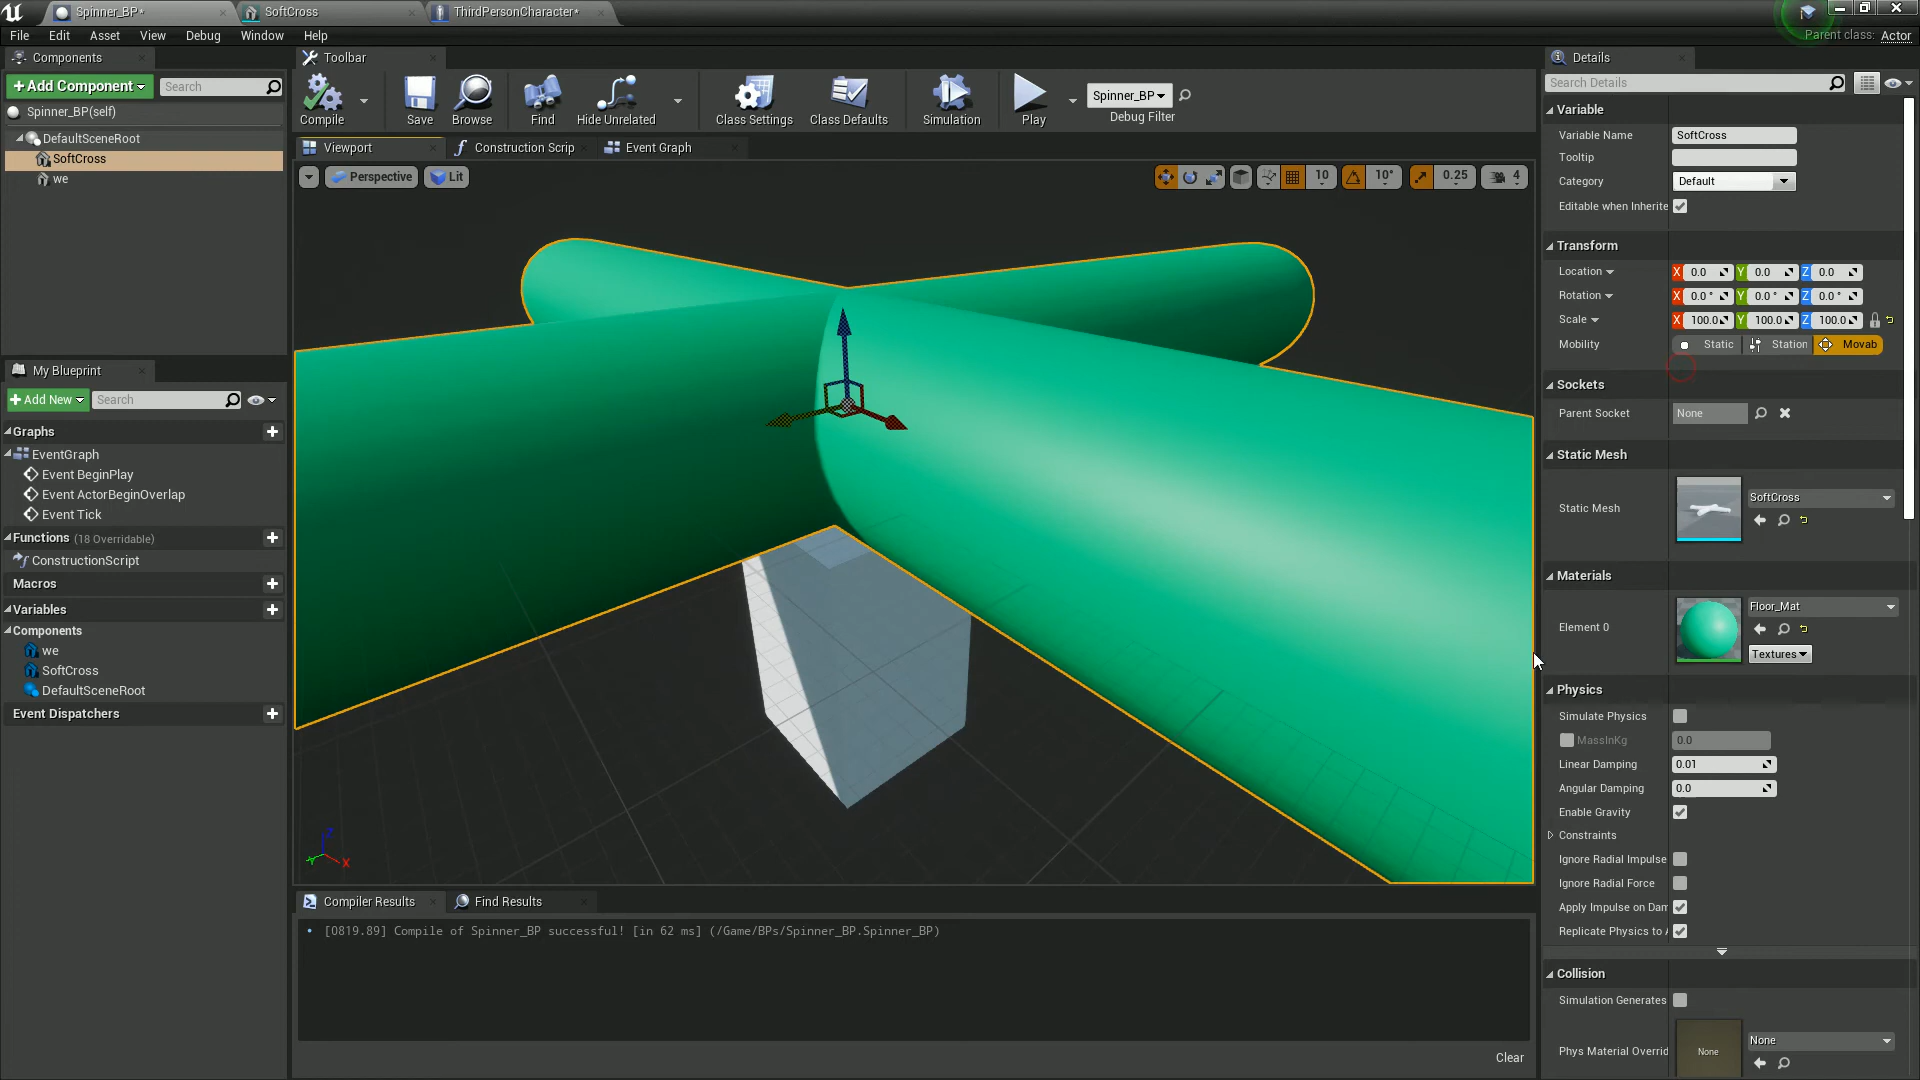 Spinner_BP*
SoftCross
ThirdPersonCharacter*
File Edit Asset View Debug Window Help
Parent class: Actor
Components
+ Add Component
Search
Spinner_BP(self)
DefaultSceneRoot
SoftCross
we
My Blueprint
+ Add New
Search
Graphs
EventGraph
Event BeginPlay
Event ActorBeginOverlap
Event Tick
Functions (18 Overridable)
ConstructionScript
Macros
Variables
Components
we
SoftCross
DefaultSceneRoot
Event Dispatchers
Toolbar
Compile
Save
Browse
Find
Hide Unrelated
Class Settings
Class Defaults
Simulation
Play
Spinner_BP
Debug Filter
Viewport
Construction Scrip
Event Graph
Perspective
Lit
10
10°
0.25
4
Z
Y
X
Compiler Results
Find Results
• [0819.89] Compile of Spinner_BP successful! [in 62 ms] (/Game/BPs/Spinner_BP.Spinner_BP)
Clear
Details
Search Details
Variable
Variable Name SoftCross
Tooltip
Category Default
Editable when Inherite
Transform
Location X 0.0 Y 0.0 Z 0.0
Rotation X 0.0° Y 0.0° Z 0.0°
Scale X 100.0 Y 100.0 Z 100.0
Mobility Static Station Movab
Sockets
Parent Socket None
Static Mesh
Static Mesh SoftCross
Materials
Element 0 Floor_Mat
Textures
Physics
Simulate Physics
MassInKg 0.0
Linear Damping 0.01
Angular Damping 0.0
Enable Gravity
Constraints
Ignore Radial Impulse
Ignore Radial Force
Apply Impulse on Dam
Replicate Physics to A
Collision
Simulation Generates
Phys Material Overrid None None